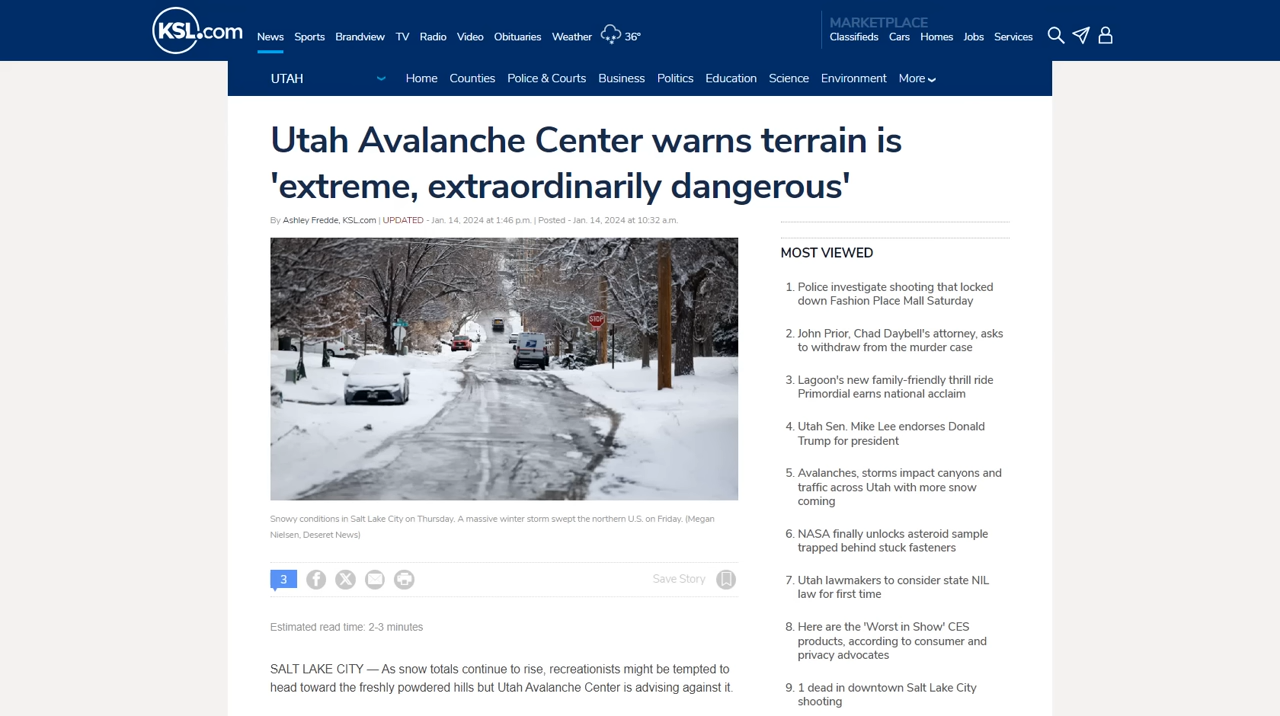 KSL.com
News Sports Brandview TV Radio Video Obituaries Weather 36°
MARKETPLACE
Classifieds Cars Homes Jobs Services
UTAH
Home Counties Police & Courts Business Politics Education Science Environment More
Utah Avalanche Center warns terrain is
'extreme, extraordinarily dangerous'
By Ashley Fredde, KSL.com | UPDATED - Jan. 14, 2024 at 1:46 p.m. | Posted - Jan. 14, 2024 at 10:32 a.m.
STOP
Snowy conditions in Salt Lake City on Thursday. A massive winter storm swept the northern U.S. on Friday. (Megan
Nielsen, Deseret News)
3
Save Story
Estimated read time: 2-3 minutes
SALT LAKE CITY — As snow totals continue to rise, recreationists might be tempted to
head toward the freshly powdered hills but Utah Avalanche Center is advising against it.
MOST VIEWED
1. Police investigate shooting that locked
down Fashion Place Mall Saturday
2. John Prior, Chad Daybell's attorney, asks
to withdraw from the murder case
3. Lagoon's new family-friendly thrill ride
Primordial earns national acclaim
4. Utah Sen. Mike Lee endorses Donald
Trump for president
5. Avalanches, storms impact canyons and
traffic across Utah with more snow
coming
6. NASA finally unlocks asteroid sample
trapped behind stuck fasteners
7. Utah lawmakers to consider state NIL
law for first time
8. Here are the 'Worst in Show' CES
products, according to consumer and
privacy advocates
9. 1 dead in downtown Salt Lake City
shooting